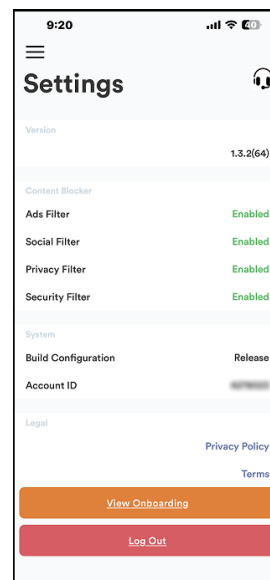 9:20
40
Settings
Version
1.3.2(64)
Content Blocker
Ads Filter Enabled
Social Filter Enabled
Privacy Filter Enabled
Security Filter Enabled
System
Build Configuration Release
Account ID
Legal
Privacy Policy
Terms
View Onboarding
Log Out